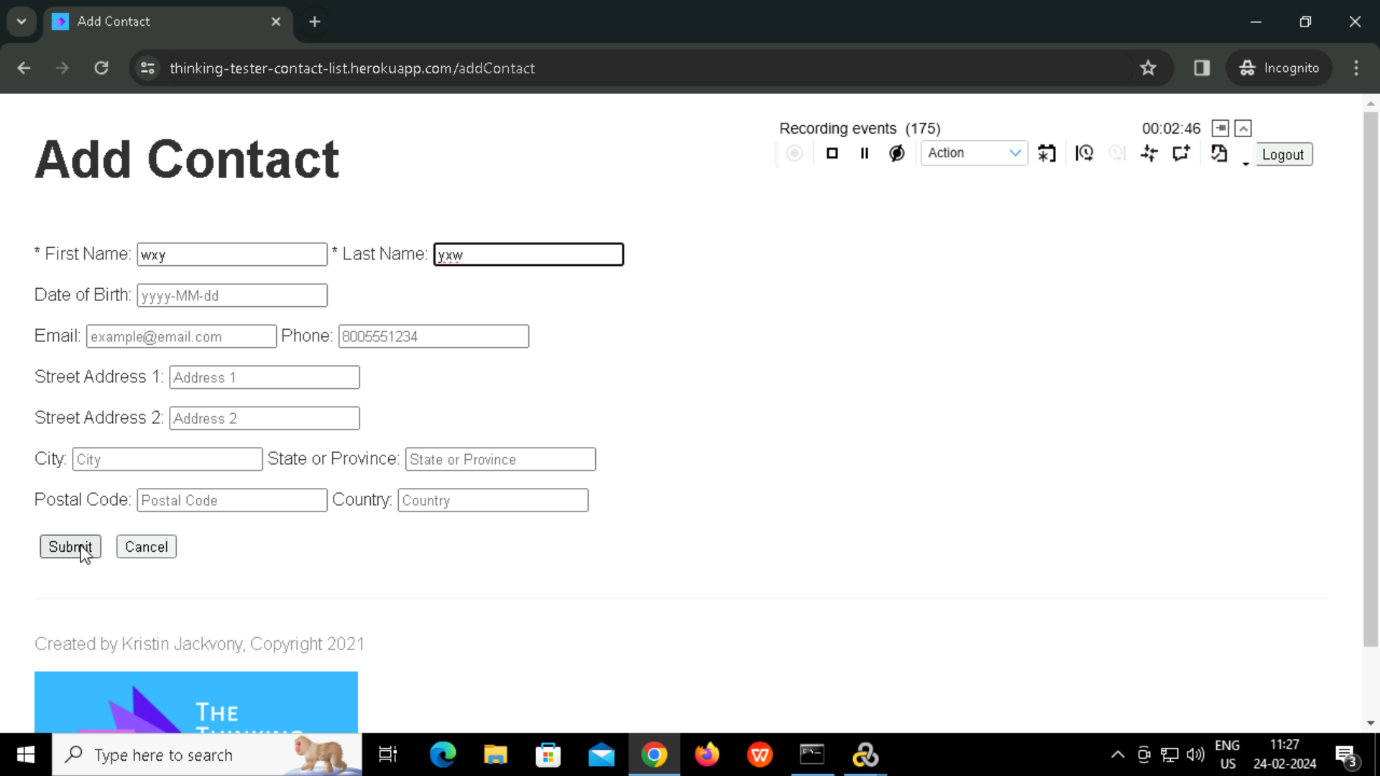 Add Contact
thinking-tester-contact-list.herokuapp.com/addContact
Incognito
Recording events (175)
00:02:46
Action
Logout
Add Contact
* First Name: wxy * Last Name: yxw
Date of Birth: yyyy-MM-dd
Email: example@email.com Phone: 8005551234
Street Address 1: Address 1
Street Address 2: Address 2
City: City State or Province: State or Province
Postal Code: Postal Code Country: Country
Submit Cancel
Created by Kristin Jackvony, Copyright 2021
THE
Type here to search
ENG
US
11:27
24-02-2024
3